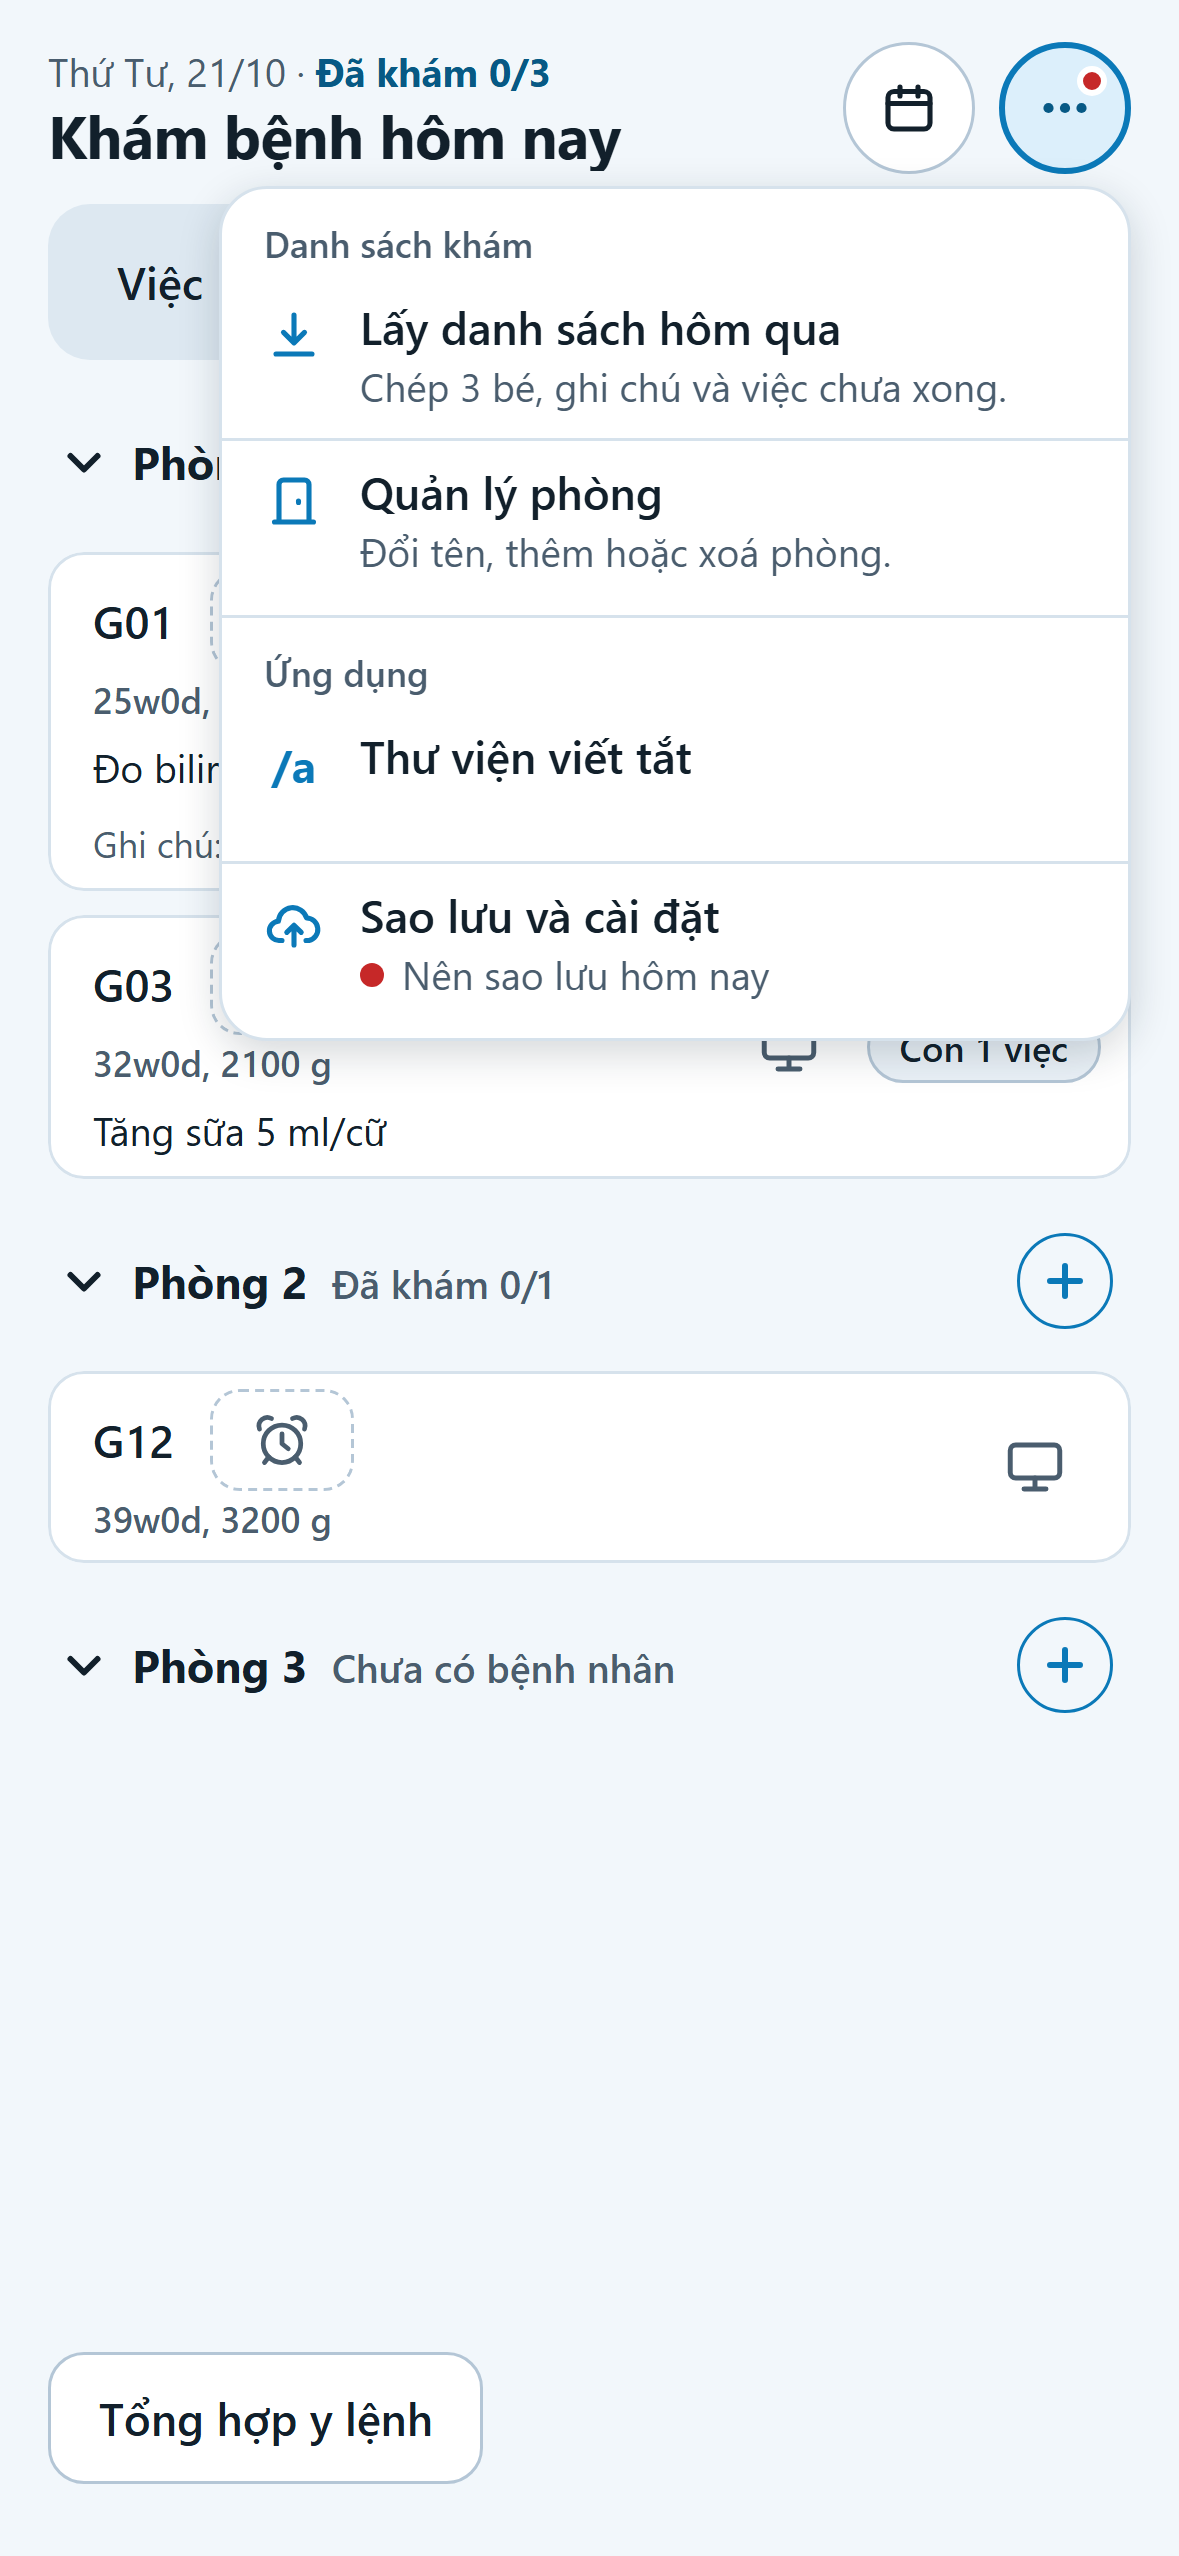 Thứ Tư, 21/10 · Đã khám 0/3
Khám bệnh hôm nay
Việc
Danh sách khám
Lấy danh sách hôm qua
Chép 3 bé, ghi chú và việc chưa xong.
Quản lý phòng
Đổi tên, thêm hoặc xoá phòng.
Ứng dụng
/a Thư viện viết tắt
Sao lưu và cài đặt
Nên sao lưu hôm nay
G01
25w0d,
Đo
Ghi chú:
G03
32w0d, 2100 g
Còn 1 việc
Tăng sữa 5 ml/cữ
Phòng 2 Đã khám 0/1
G12
39w0d, 3200 g
Phòng 3 Chưa có bệnh nhân
Tổng hợp y lệnh